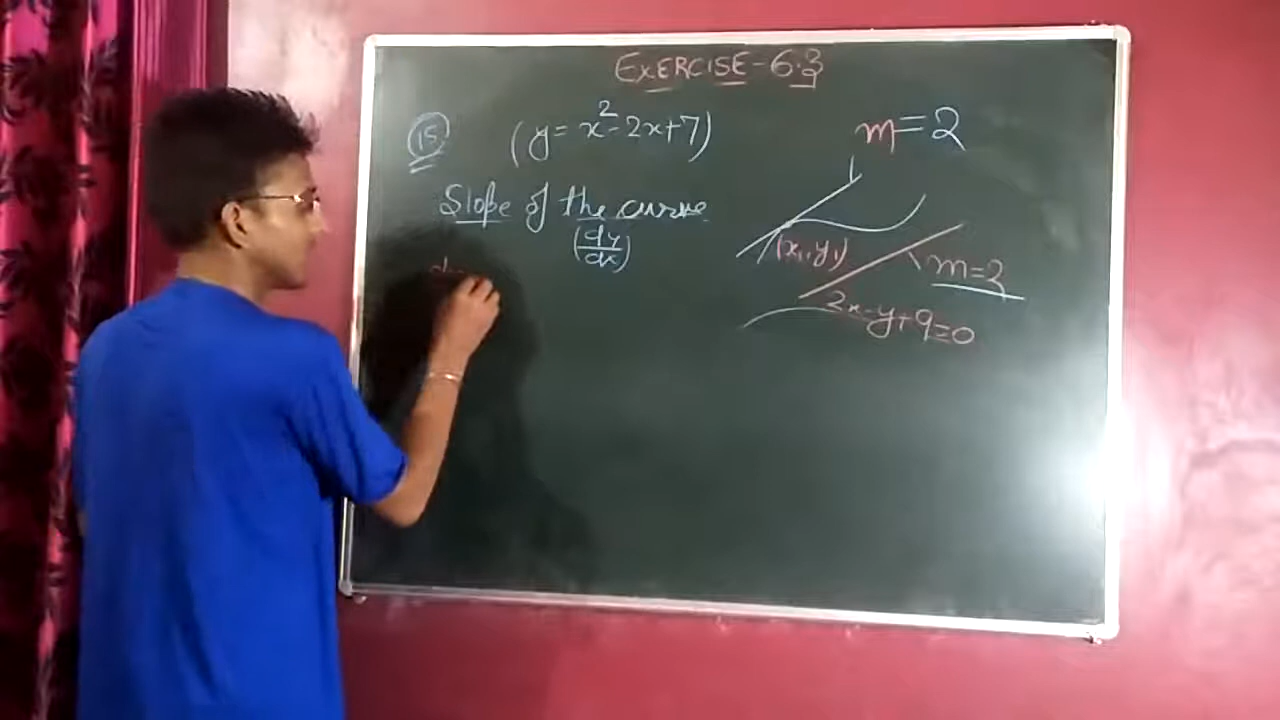 EXERCISE-6.3
15 (y = x² - 2x + 7)
m = 2
Slope of the curve
(dy/dx)
(x₁, y₁)
m=2
2x-y+9=0